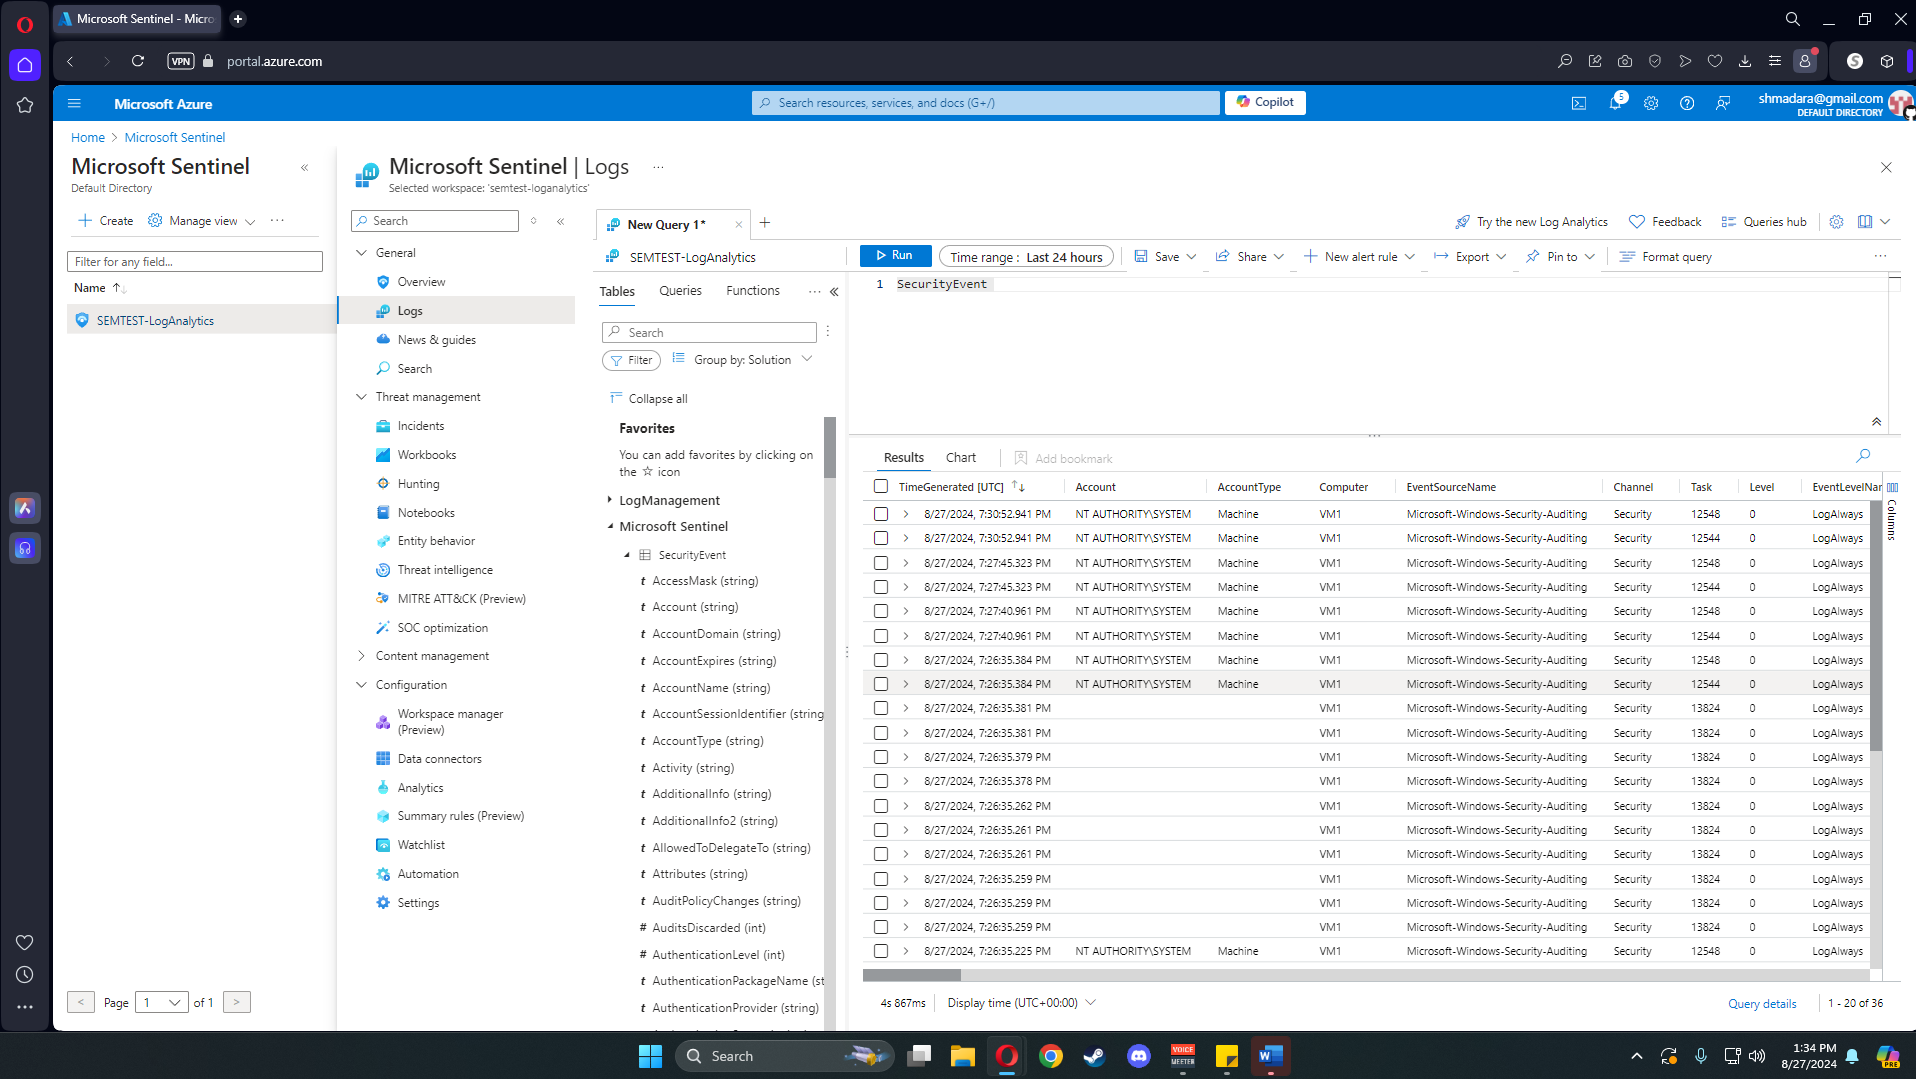 Microsoft Sentinel - Micro
VPN
portal.azure.com
Microsoft Azure
Search resources, services, and docs (G+/)
Copilot
5
shmadara@gmail.com
DEFAULT DIRECTORY
Home > Microsoft Sentinel
Microsoft Sentinel
Default Directory
Create
Manage view
Filter for any field...
Name
SEMTEST-LogAnalytics
Page 1 of 1
Microsoft Sentinel | Logs
Selected workspace: 'semtest-loganalytics'
Search
General
Overview
Logs
News & guides
Search
Threat management
Incidents
Workbooks
Hunting
Notebooks
Entity behavior
Threat intelligence
MITRE ATT&CK (Preview)
SOC optimization
Content management
Configuration
Workspace manager
(Preview)
Data connectors
Analytics
Summary rules (Preview)
Watchlist
Automation
Settings
New Query 1*
Try the new Log Analytics
Feedback
Queries hub
SEMTEST-LogAnalytics
Run
Time range : Last 24 hours
Save
Share
New alert rule
Export
Pin to
Format query
Tables
Queries
Functions
Search
Filter
Group by: Solution
Collapse all
Favorites
You can add favorites by clicking on
the ☆ icon
LogManagement
Microsoft Sentinel
SecurityEvent
t AccessMask (string)
t Account (string)
t AccountDomain (string)
t AccountExpires (string)
t AccountName (string)
t AccountSessionIdentifier (string
t AccountType (string)
t Activity (string)
t AdditionalInfo (string)
t AdditionalInfo2 (string)
t AllowedToDelegateTo (string)
t Attributes (string)
t AuditPolicyChanges (string)
# AuditsDiscarded (int)
# AuthenticationLevel (int)
t AuthenticationPackageName (st
t AuthenticationProvider (string)
1 SecurityEvent
Results
Chart
Add bookmark
TimeGenerated [UTC] Account AccountType Computer EventSourceName Channel Task Level EventLevelNar
Columns
8/27/2024, 7:30:52.941 PM NT AUTHORITY\SYSTEM Machine VM1 Microsoft-Windows-Security-Auditing Security 12548 0 LogAlways
8/27/2024, 7:30:52.941 PM NT AUTHORITY\SYSTEM Machine VM1 Microsoft-Windows-Security-Auditing Security 12544 0 LogAlways
8/27/2024, 7:27:45.323 PM NT AUTHORITY\SYSTEM Machine VM1 Microsoft-Windows-Security-Auditing Security 12548 0 LogAlways
8/27/2024, 7:27:45.323 PM NT AUTHORITY\SYSTEM Machine VM1 Microsoft-Windows-Security-Auditing Security 12544 0 LogAlways
8/27/2024, 7:27:40.961 PM NT AUTHORITY\SYSTEM Machine VM1 Microsoft-Windows-Security-Auditing Security 12548 0 LogAlways
8/27/2024, 7:27:40.961 PM NT AUTHORITY\SYSTEM Machine VM1 Microsoft-Windows-Security-Auditing Security 12544 0 LogAlways
8/27/2024, 7:26:35.384 PM NT AUTHORITY\SYSTEM Machine VM1 Microsoft-Windows-Security-Auditing Security 12548 0 LogAlways
8/27/2024, 7:26:35.384 PM NT AUTHORITY\SYSTEM Machine VM1 Microsoft-Windows-Security-Auditing Security 12544 0 LogAlways
8/27/2024, 7:26:35.381 PM VM1 Microsoft-Windows-Security-Auditing Security 13824 0 LogAlways
8/27/2024, 7:26:35.381 PM VM1 Microsoft-Windows-Security-Auditing Security 13824 0 LogAlways
8/27/2024, 7:26:35.379 PM VM1 Microsoft-Windows-Security-Auditing Security 13824 0 LogAlways
8/27/2024, 7:26:35.378 PM VM1 Microsoft-Windows-Security-Auditing Security 13824 0 LogAlways
8/27/2024, 7:26:35.262 PM VM1 Microsoft-Windows-Security-Auditing Security 13824 0 LogAlways
8/27/2024, 7:26:35.261 PM VM1 Microsoft-Windows-Security-Auditing Security 13824 0 LogAlways
8/27/2024, 7:26:35.261 PM VM1 Microsoft-Windows-Security-Auditing Security 13824 0 LogAlways
8/27/2024, 7:26:35.259 PM VM1 Microsoft-Windows-Security-Auditing Security 13824 0 LogAlways
8/27/2024, 7:26:35.259 PM VM1 Microsoft-Windows-Security-Auditing Security 13824 0 LogAlways
8/27/2024, 7:26:35.259 PM VM1 Microsoft-Windows-Security-Auditing Security 13824 0 LogAlways
8/27/2024, 7:26:35.225 PM NT AUTHORITY\SYSTEM Machine VM1 Microsoft-Windows-Security-Auditing Security 12548 0 LogAlways
4s 867ms
Display time (UTC+00:00)
Query details
1 - 20 of 36
Search
VOICE
MEETER
1:34 PM
8/27/2024
PRE